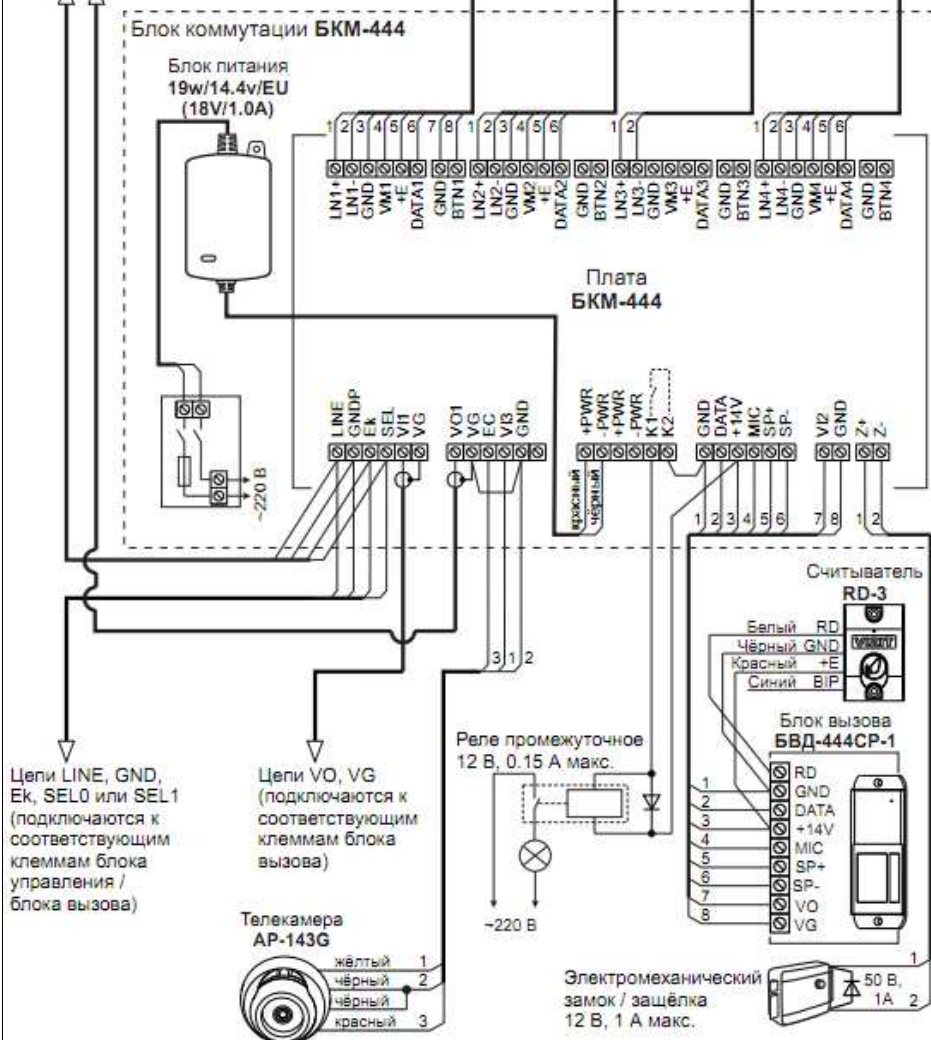 Блок коммутации БКМ-444
Блок питания
19w/14.4v/EU
(18V/1.0A)
1 2 3 4 5 6 7 8 1 2 3 4 5 6 1 2 1 2 3 4 5 6
LN1+ LN1- GND VM1 +E DATA1 GND BTN1 LN2+ LN2- GND VM2 +E DATA2 GND BTN2 LN3+ LN3- GND VM3 +E DATA3 GND BTN3 LN4+ LN4- GND VM4 +E DATA4 GND BTN4
Плата
БКМ-444
LINE GNDP Ek SEL VI1 VG VO1 VG EC VI3 GND +PWR -PWR +PWR -PWR K1 K2 GND DATA +14V MIC SP+ SP- VI2 GND Z+ Z-
~220 В
красный
чёрный
1 2 3 4 5 6 7 8 1 2
3 1 2
Считыватель
RD-3
VIZIT
Белый RD
Чёрный GND
Красный +E
Синий BIP
Блок вызова
БВД-444CP-1
RD
1 GND
2 DATA
3 +14V
4 MIC
5 SP+
6 SP-
7 VO
8 VG
Реле промежуточное
12 В, 0.15 А макс.
~220 В
Цепи LINE, GND,
Ek, SEL0 или SEL1
(подключаются к
соответствующим
клеммам блока
управления /
блока вызова)
Цепи VO, VG
(подключаются к
соответствующим
клеммам блока
вызова)
Телекамера
AP-143G
жёлтый 1
чёрный 2
чёрный
красный 3
Электромеханический
замок / защёлка
12 В, 1 А макс.
1
50 В,
1А 2